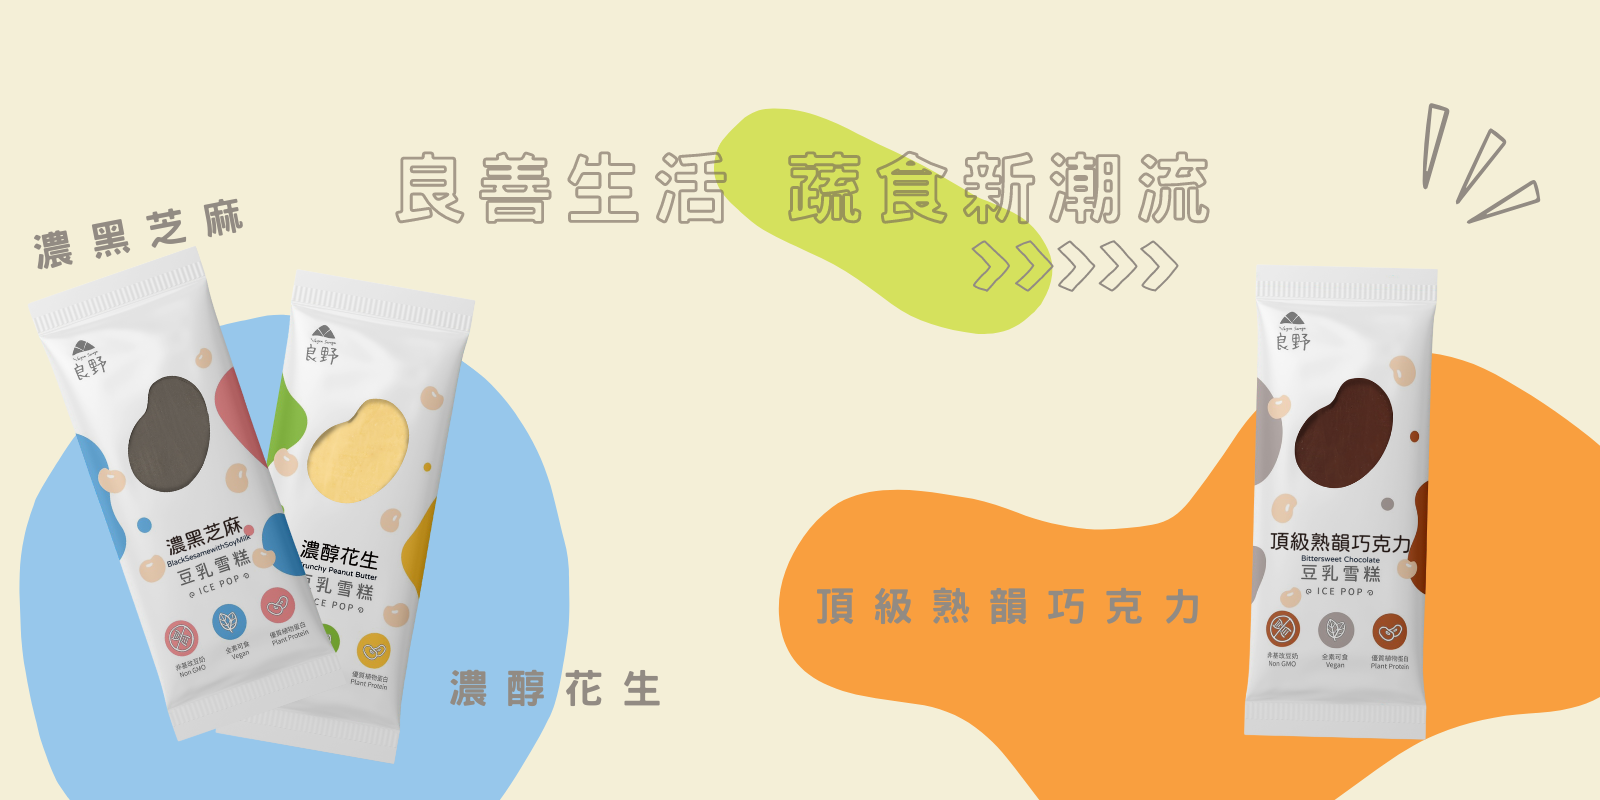 良善生活 蔬食新潮流
濃黑芝麻
良野
濃黑芝麻
BlackSesamewithSoyMilk
豆乳雪糕
ICE POP
非基改豆奶
Non GMO
全素可食
Vegan
優質植物蛋白
Plant Protein
良野
濃醇花生
runchy Peanut Butter
豆乳雪糕
CE POP
優質植物蛋白
Plant Protein
濃醇花生
頂級熟韻巧克力
良野
頂級熟韻巧克力
Bittersweet Chocolate
豆乳雪糕
ICE POP
非基改豆奶
Non GMO
全素可食
Vegan
優質植物蛋白
Plant Protein